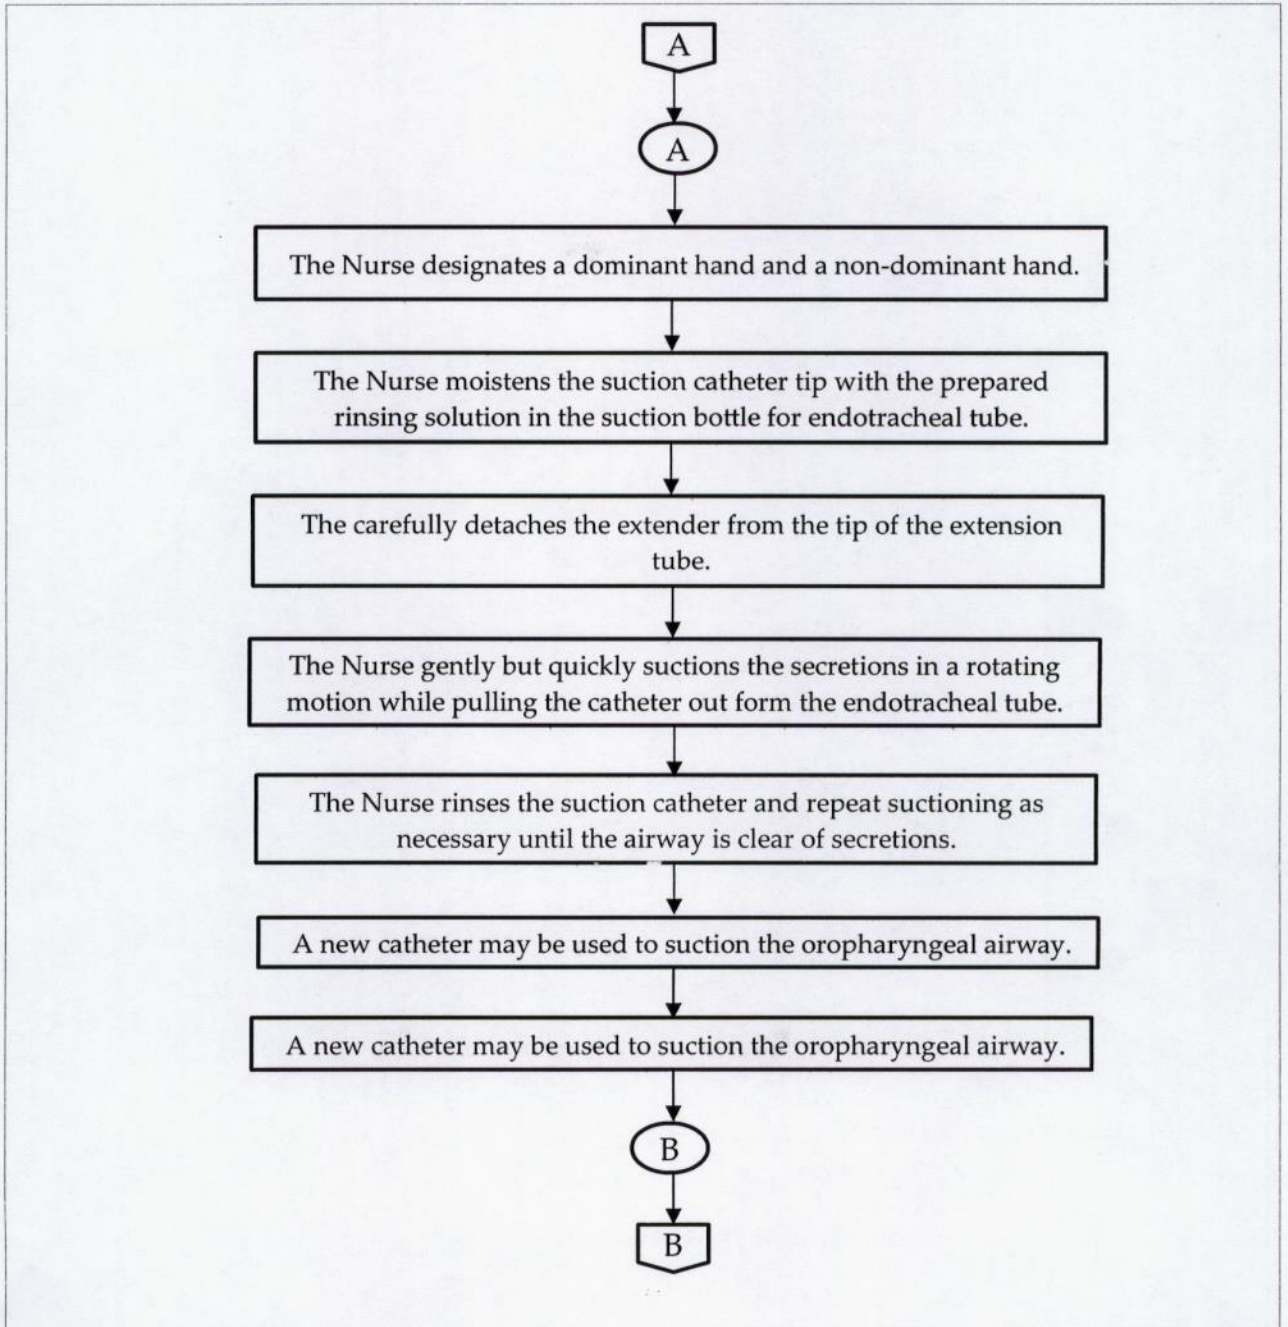 A
A
The Nurse designates a dominant hand and a non-dominant hand.
The Nurse moistens the suction catheter tip with the prepared
rinsing solution in the suction bottle for endotracheal tube.
The carefully detaches the extender from the tip of the extension
tube.
The Nurse gently but quickly suctions the secretions in a rotating
motion while pulling the catheter out form the endotracheal tube.
The Nurse rinses the suction catheter and repeat suctioning as
necessary until the airway is clear of secretions.
A new catheter may be used to suction the oropharyngeal airway.
A new catheter may be used to suction the oropharyngeal airway.
B
B